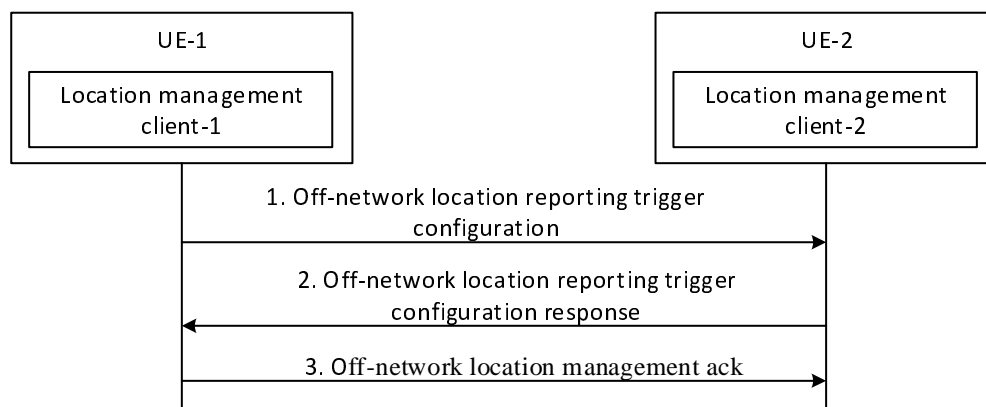 UE-1
UE-2
Location management
client-1
Location management
client-2
1. Off-network location reporting trigger
configuration
2. Off-network location reporting trigger
configuration response
3. Off-network location management ack